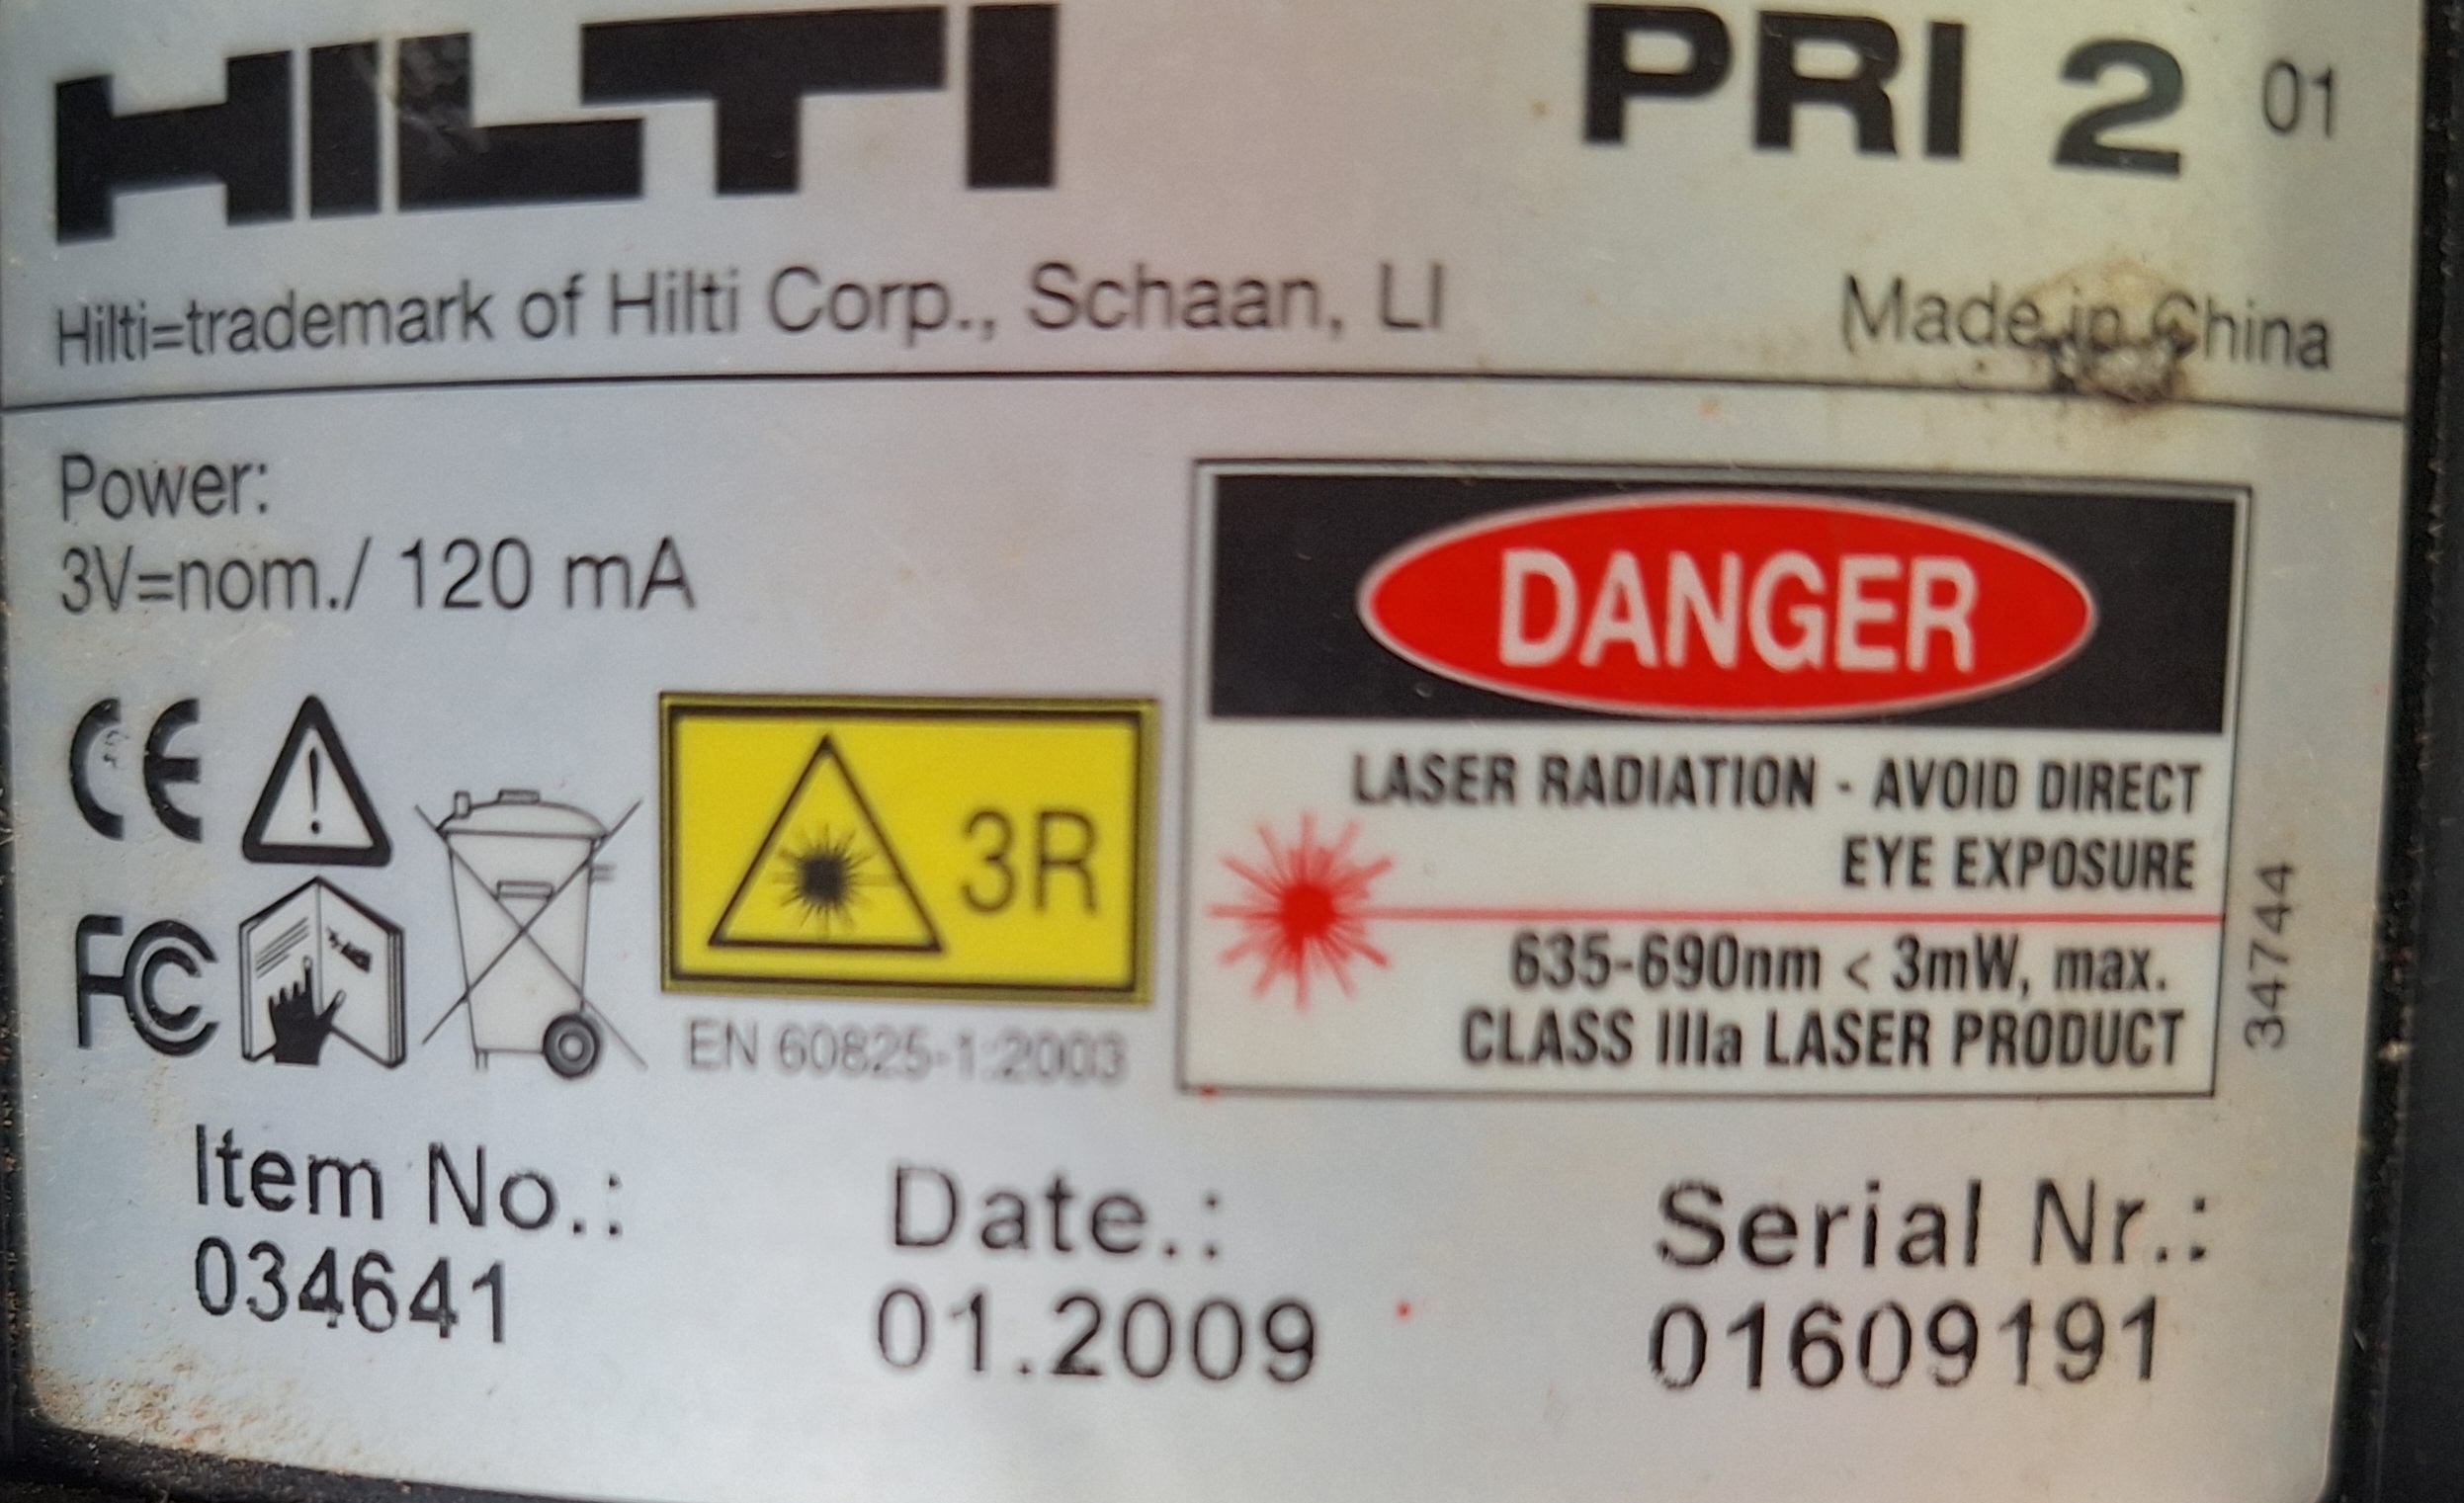 HILTI
PRI 2 01
Hilti=trademark of Hilti Corp., Schaan, LI
Made in China
Power:
3V=nom./ 120 mA
CE
FC
3R
EN 60825-1:2003
DANGER
LASER RADIATION - AVOID DIRECT
EYE EXPOSURE
635-690nm < 3mW, max.
CLASS IIIa LASER PRODUCT
34744
Item No.:
034641
Date.:
01.2009
Serial Nr.:
01609191